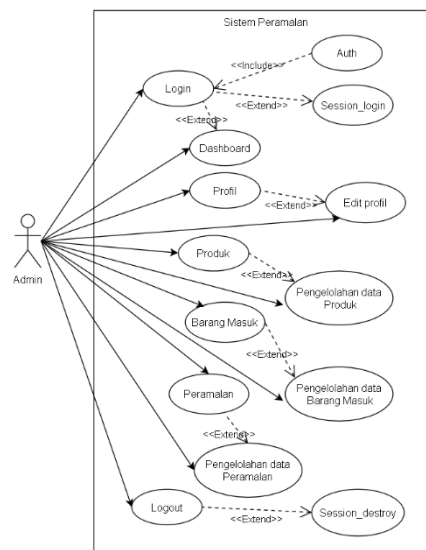 Sistem Peramalan
Auth
<<Include>>
Login
<<Extend>>
Session_login
<<Extend>>
Dashboard
Profil
<<Extend>>
Edit profil
Admin
Produk
<<Extend>>
Pengelolahan data
Produk
Barang Masuk
<<Extend>>
Pengelolahan data
Barang Masuk
Peramalan
<<Extend>>
Pengelolahan data
Peramalan
Logout
<<Extend>>
Session_destroy